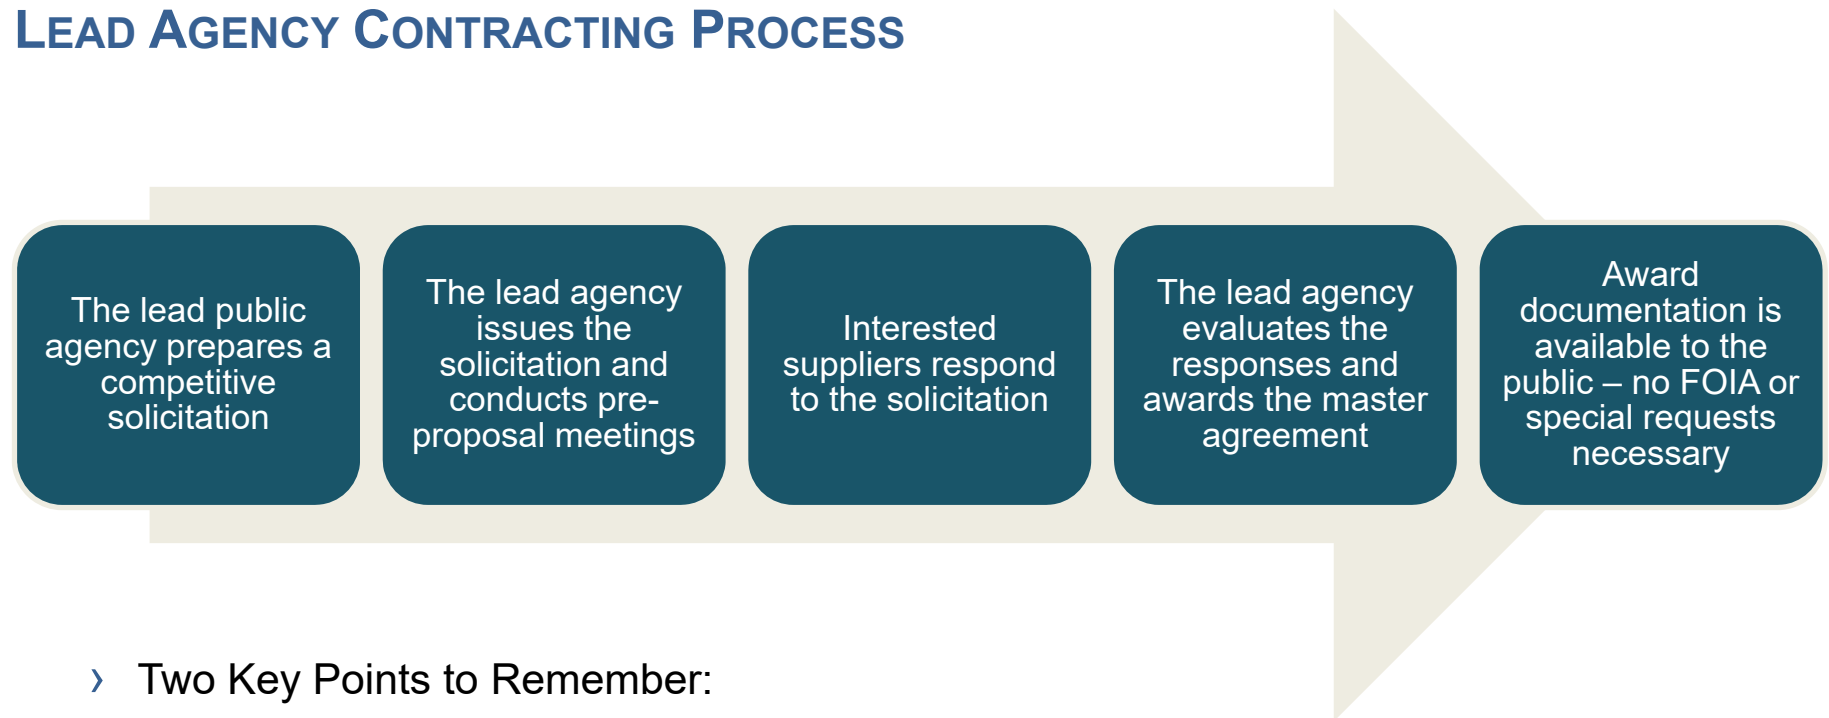 LEAD AGENCY CONTRACTING PROCESS
The lead public
agency prepares a
competitive
solicitation
The lead agency
issues the
solicitation and
conducts pre-
proposal meetings
Interested
suppliers respond
to the solicitation
The lead agency
evaluates the
responses and
awards the master
agreement
Award
documentation is
available to the
public – no FOIA or
special requests
necessary
› Two Key Points to Remember: